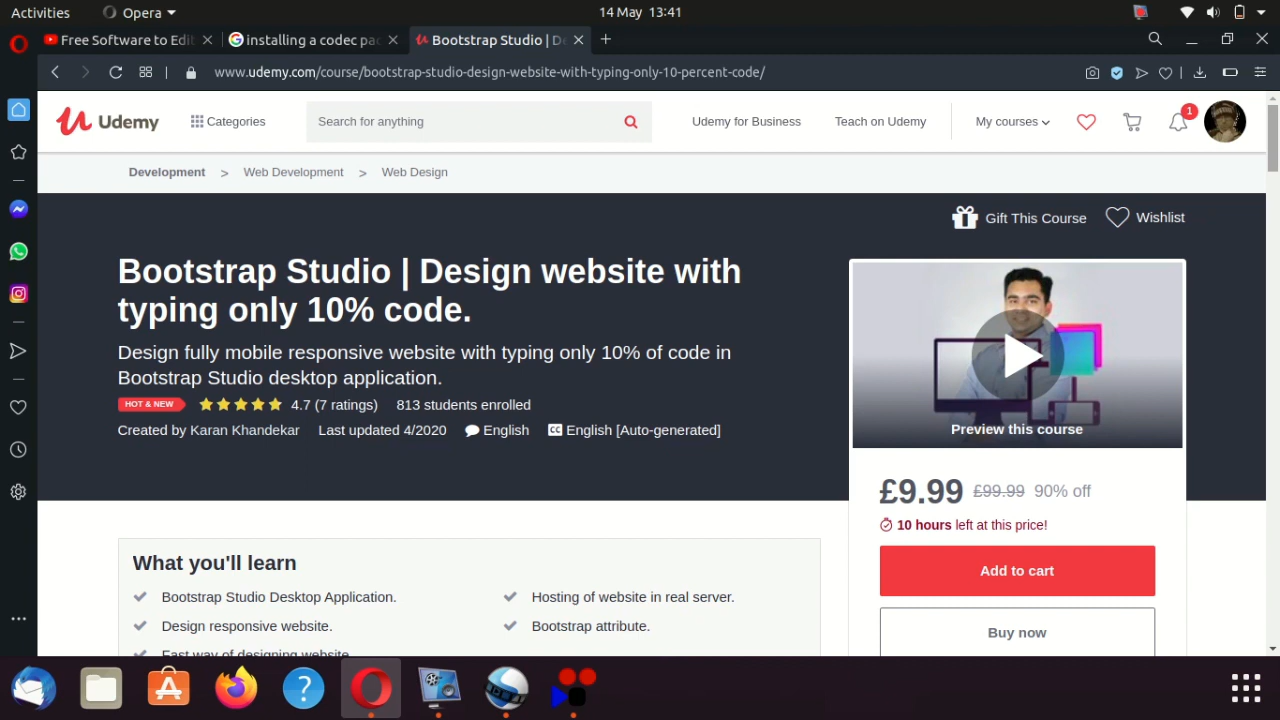 Activities
Opera
14 May 13:41
Free Software to Edi
installing a codec pac
Bootstrap Studio | De
www.udemy.com/course/bootstrap-studio-design-website-with-typing-only-10-percent-code/
Udemy
Categories
Search for anything
Udemy for Business
Teach on Udemy
My courses
1
Development > Web Development > Web Design
Gift This Course
Wishlist
Bootstrap Studio | Design website with
typing only 10% code.
Design fully mobile responsive website with typing only 10% of code in
Bootstrap Studio desktop application.
HOT & NEW
4.7 (7 ratings)
813 students enrolled
Created by Karan Khandekar
Last updated 4/2020
English
CC
English [Auto-generated]
Preview this course
£9.99 £99.99 90% off
10 hours left at this price!
Add to cart
Buy now
What you'll learn
Bootstrap Studio Desktop Application.
Hosting of website in real server.
Design responsive website.
Bootstrap attribute.
Fast way of designing website